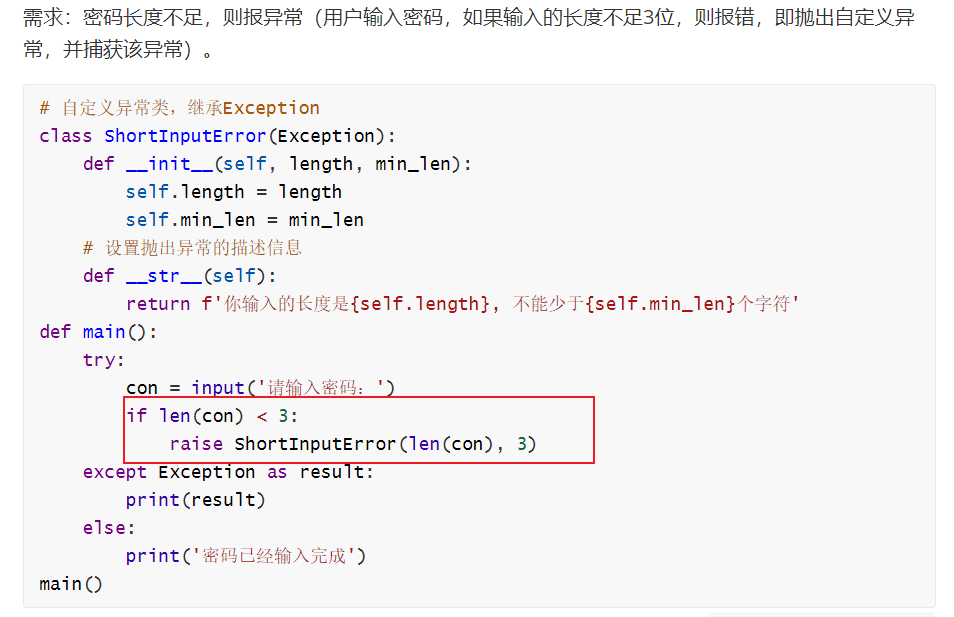 需求：密码长度不足，则报异常（用户输入密码，如果输入的长度不足3位，则报错，即抛出自定义异
常，并捕获该异常）。
# 自定义异常类，继承Exception
class ShortInputError(Exception):
    def __init__(self, length, min_len):
        self.length = length
        self.min_len = min_len
    # 设置抛出异常的描述信息
    def __str__(self):
        return f'你输入的长度是{self.length}, 不能少于{self.min_len}个字符'
def main():
    try:
        con = input('请输入密码: ')
        if len(con) < 3:
            raise ShortInputError(len(con), 3)
    except Exception as result:
        print(result)
    else:
        print('密码已经输入完成')
main()